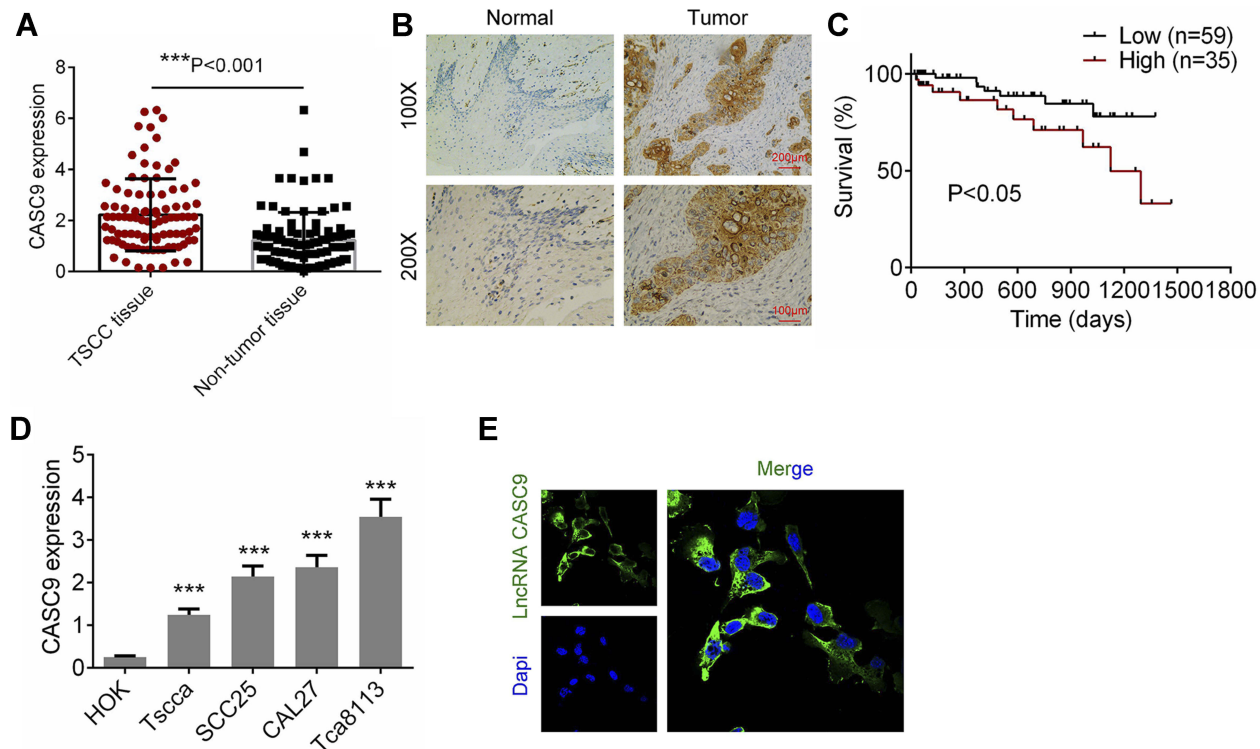 A
***P<0.001
CASC9 expression
8
6
4
2
0
TSCC tissue
Non-tumor tissue
B
Normal
Tumor
100X
200µm
200X
100µm
C
Low (n=59)
High (n=35)
Survival (%)
100
50
0
P<0.05
0 300 600 900 1200 1500 1800
Time (days)
D
CASC9 expression
5
4
3
2
1
0
***
***
***
***
HOK
Tscca
SCC25
CAL27
Tca8113
E
LncRNA CASC9
Dapi
Merge